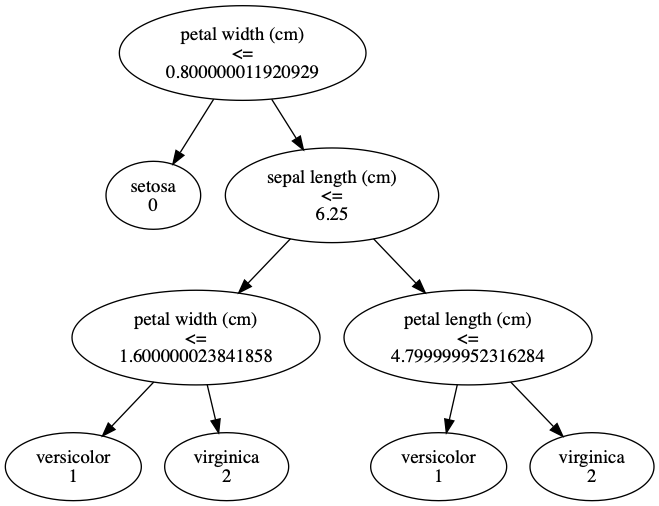 petal width (cm)
<=
0.800000011920929
setosa
0
sepal length (cm)
<=
6.25
petal width (cm)
<=
1.600000023841858
petal length (cm)
<=
4.799999952316284
versicolor
1
virginica
2
versicolor
1
virginica
2